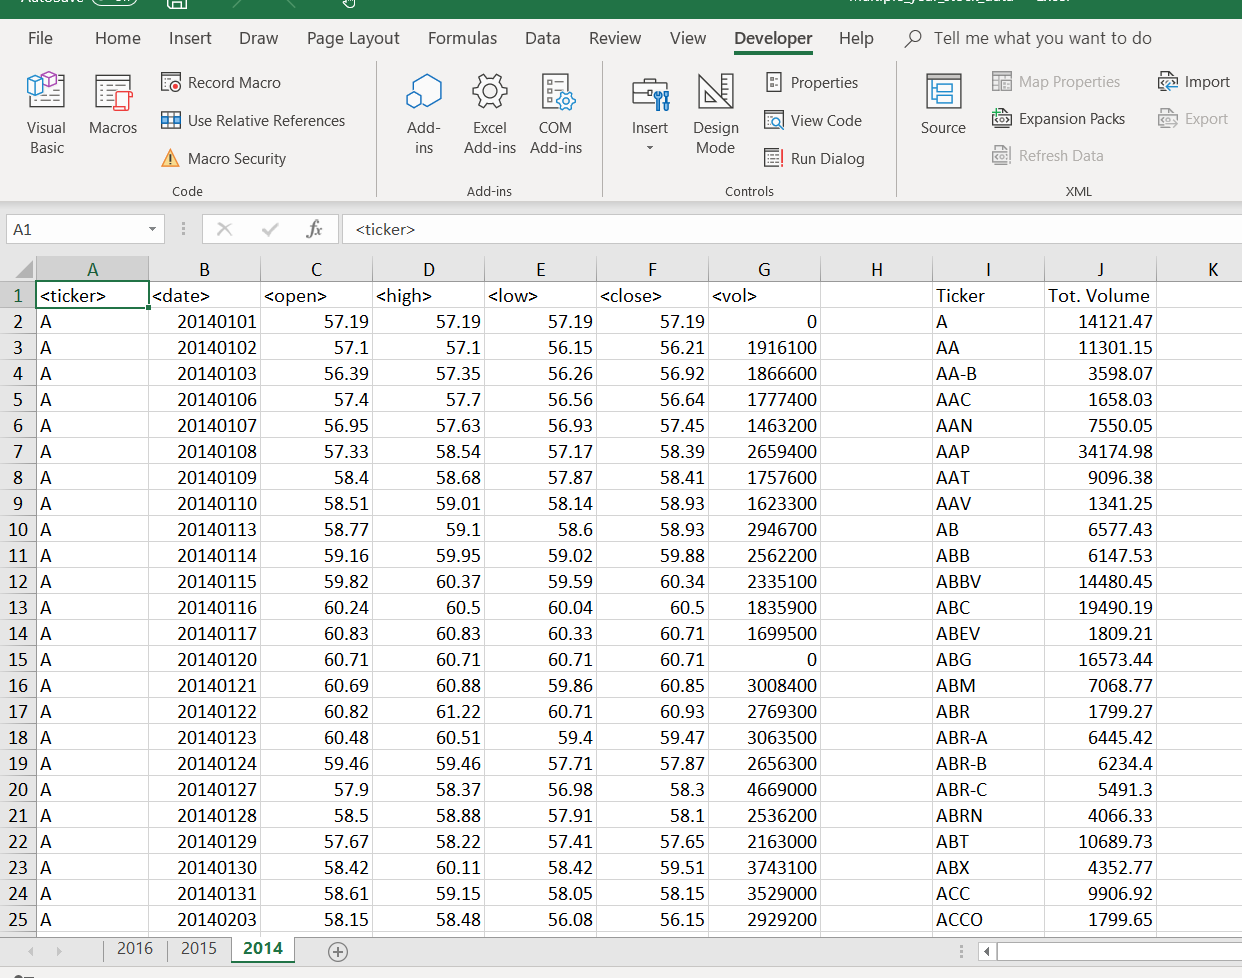 File Home Insert Draw Page Layout Formulas Data Review View Developer Help Tell me what you want to do
Visual Basic
Macros
Record Macro
Use Relative References
Macro Security
Code
Add-ins
Excel Add-ins
COM Add-ins
Add-ins
Insert
Design Mode
Properties
View Code
Run Dialog
Controls
Source
Map Properties
Expansion Packs
Refresh Data
Import
Export
XML
A1 fx <ticker>
A B C D E F G H I J K
1 <ticker> <date> <open> <high> <low> <close> <vol> Ticker Tot. Volume
2 A 20140101 57.19 57.19 57.19 57.19 0 A 14121.47
3 A 20140102 57.1 57.1 56.15 56.21 1916100 AA 11301.15
4 A 20140103 56.39 57.35 56.26 56.92 1866600 AA-B 3598.07
5 A 20140106 57.4 57.7 56.56 56.64 1777400 AAC 1658.03
6 A 20140107 56.95 57.63 56.93 57.45 1463200 AAN 7550.05
7 A 20140108 57.33 58.54 57.17 58.39 2659400 AAP 34174.98
8 A 20140109 58.4 58.68 57.87 58.41 1757600 AAT 9096.38
9 A 20140110 58.51 59.01 58.14 58.93 1623300 AAV 1341.25
10 A 20140113 58.77 59.1 58.6 58.93 2946700 AB 6577.43
11 A 20140114 59.16 59.95 59.02 59.88 2562200 ABB 6147.53
12 A 20140115 59.82 60.37 59.59 60.34 2335100 ABBV 14480.45
13 A 20140116 60.24 60.5 60.04 60.5 1835900 ABC 19490.19
14 A 20140117 60.83 60.83 60.33 60.71 1699500 ABEV 1809.21
15 A 20140120 60.71 60.71 60.71 60.71 0 ABG 16573.44
16 A 20140121 60.69 60.88 59.86 60.85 3008400 ABM 7068.77
17 A 20140122 60.82 61.22 60.71 60.93 2769300 ABR 1799.27
18 A 20140123 60.48 60.51 59.4 59.47 3063500 ABR-A 6445.42
19 A 20140124 59.46 59.46 57.71 57.87 2656300 ABR-B 6234.4
20 A 20140127 57.9 58.37 56.98 58.3 4669000 ABR-C 5491.3
21 A 20140128 58.5 58.88 57.91 58.1 2536200 ABRN 4066.33
22 A 20140129 57.67 58.22 57.41 57.65 2163000 ABT 10689.73
23 A 20140130 58.42 60.11 58.42 59.51 3743100 ABX 4352.77
24 A 20140131 58.61 59.15 58.05 58.15 3529000 ACC 9906.92
25 A 20140203 58.15 58.48 56.08 56.15 2929200 ACCO 1799.65
2016 2015 2014